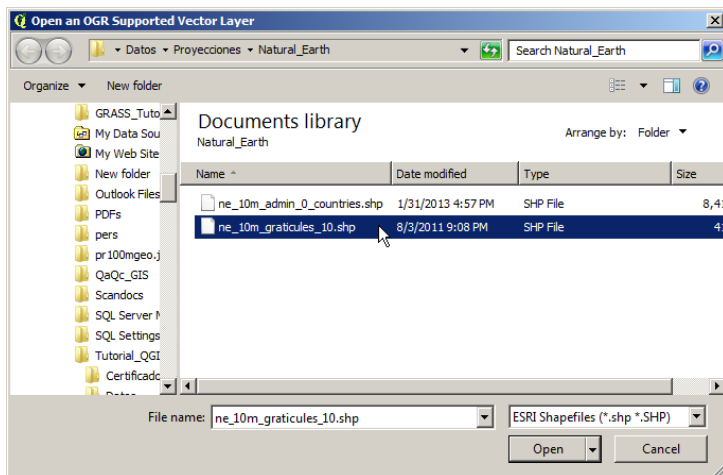 Open an OGR Supported Vector Layer
Datos Proyecciones Natural_Earth
Search Natural_Earth
Organize
New folder
GRASS_Tuto
My Data Sou
My Web Site
New folder
Outlook Files
PDFs
pers
pr100mgeo.j
QaQc_GIS
Scandocs
SQL Server
SQL Settings
Tutorial_QGI
Certificado
Documents library
Natural_Earth
Arrange by: Folder
Name Date modified Type Size
ne_10m_admin_0_countries.shp 1/31/2013 4:57 PM SHP File 8,4
ne_10m_graticules_10.shp 8/3/2011 9:08 PM SHP File 4
File name: ne_10m_graticules_10.shp
ESRI Shapefiles (*.shp *.SHP)
Open
Cancel